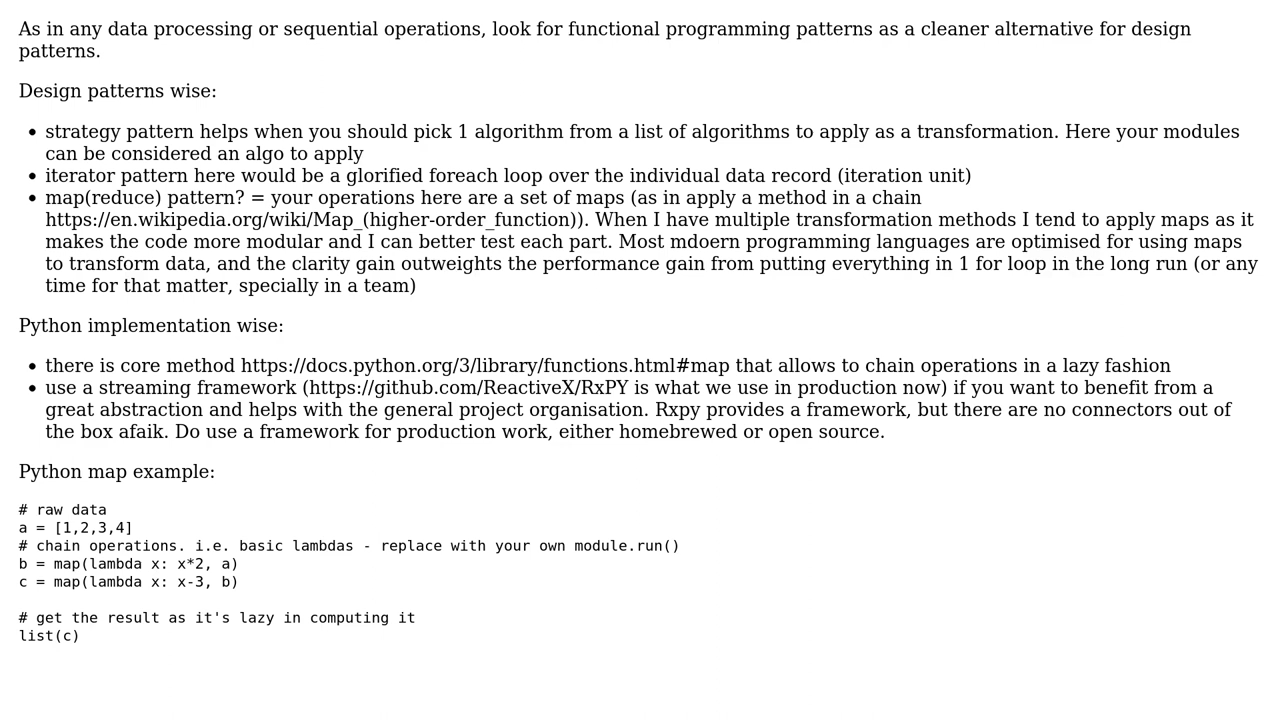 As in any data processing or sequential operations, look for functional programming patterns as a cleaner alternative for design
patterns.
Design patterns wise:
• strategy pattern helps when you should pick 1 algorithm from a list of algorithms to apply as a transformation. Here your modules
can be considered an algo to apply
• iterator pattern here would be a glorified foreach loop over the individual data record (iteration unit)
• map(reduce) pattern? = your operations here are a set of maps (as in apply a method in a chain
https://en.wikipedia.org/wiki/Map_(higher-order_function)). When I have multiple transformation methods I tend to apply maps as it
makes the code more modular and I can better test each part. Most mdoern programming languages are optimised for using maps
to transform data, and the clarity gain outweights the performance gain from putting everything in 1 for loop in the long run (or any
time for that matter, specially in a team)
Python implementation wise:
• there is core method https://docs.python.org/3/library/functions.html#map that allows to chain operations in a lazy fashion
• use a streaming framework (https://github.com/ReactiveX/RxPY is what we use in production now) if you want to benefit from a
great abstraction and helps with the general project organisation. Rxpy provides a framework, but there are no connectors out of
the box afaik. Do use a framework for production work, either homebrewed or open source.
Python map example:
# raw data
a = [1,2,3,4]
# chain operations. i.e. basic lambdas - replace with your own module.run()
b = map(lambda x: x*2, a)
c = map(lambda x: x-3, b)
# get the result as it's lazy in computing it
list(c)